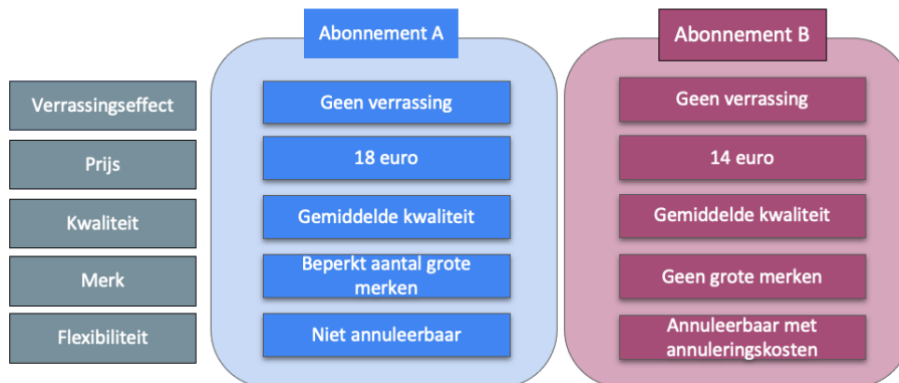 Abonnement A
Abonnement B
Verrassingseffect
Geen verrassing
Geen verrassing
Prijs
18 euro
14 euro
Kwaliteit
Gemiddelde kwaliteit
Gemiddelde kwaliteit
Merk
Beperkt aantal grote
merken
Geen grote merken
Flexibiliteit
Niet annuleerbaar
Annuleerbaar met
annuleringskosten